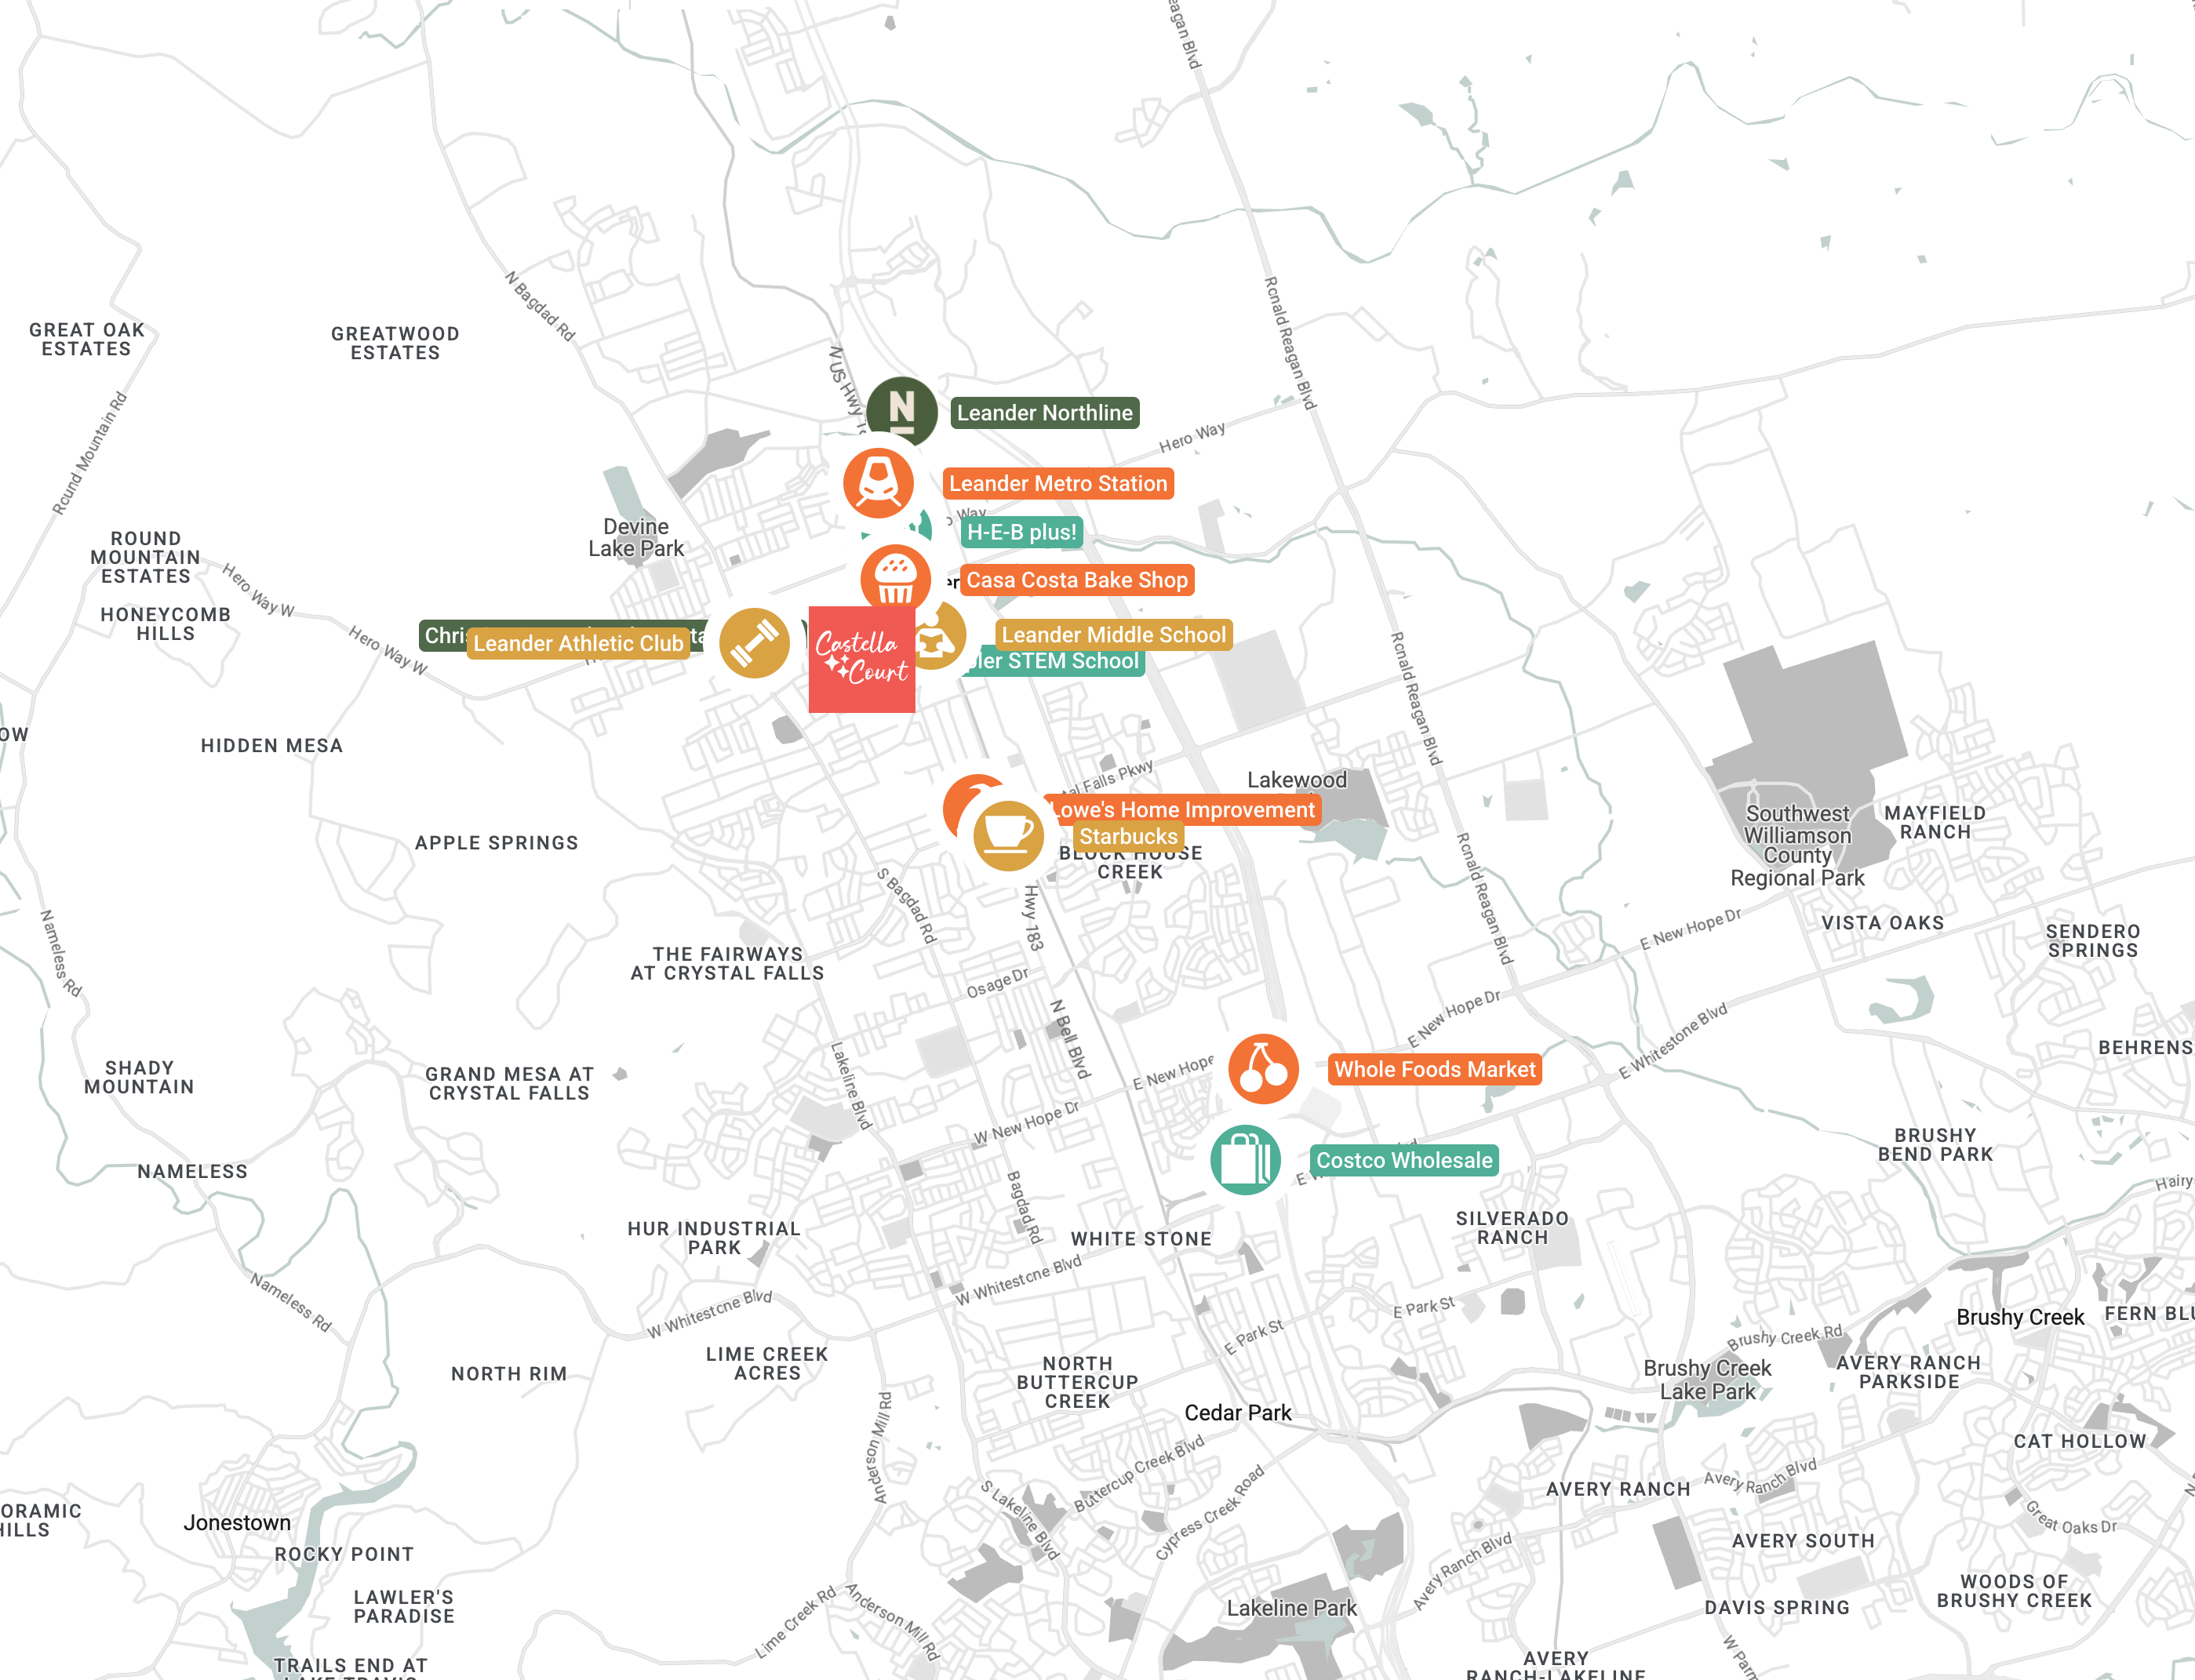 Reagan Blvd
N Bagdad Rd
Ronald Reagan Blvd
GREAT OAK
ESTATES
GREATWOOD
ESTATES
N US Hwy
Round Mountain Rd
N
Leander Northline
Hero Way
Leander Metro Station
Way
H-E-B plus!
Devine
Lake Park
ROUND
MOUNTAIN
ESTATES
Hero Way W
Casa Costa Bake Shop
HONEYCOMB
HILLS
Hero Way W
Leander Athletic Club
Castella
Court
Leander Middle School
STEM School
Ronald Reagan Blvd
HIDDEN MESA
Falls Pkwy
Lakewood
Lowe's Home Improvement
Starbucks
BLOCK HOUSE
CREEK
APPLE SPRINGS
Southwest
Williamson
County
Regional Park
MAYFIELD
RANCH
Ronald Reagan Blvd
S Bagdad Rd
Hwy 183
Nameless Rd
E New Hope Dr
VISTA OAKS
SENDERO
SPRINGS
THE FAIRWAYS
AT CRYSTAL FALLS
Osage Dr
N Bell Blvd
E New Hope Dr
E Whitestone Blvd
BEHRENS
Lakeline Blvd
SHADY
MOUNTAIN
GRAND MESA AT
CRYSTAL FALLS
E New Hope
Whole Foods Market
W New Hope Dr
Costco Wholesale
BRUSHY
BEND PARK
NAMELESS
Bagdad Rd
Hairy
HUR INDUSTRIAL
PARK
WHITE STONE
SILVERADO
RANCH
W Whitestone Blvd
Nameless Rd
W Whitestone Blvd
E Park St
E Park St
Brushy Creek
Brushy Creek Rd
LIME CREEK
ACRES
NORTH RIM
NORTH
BUTTERCUP
CREEK
Brushy Creek
Lake Park
AVERY RANCH
PARKSIDE
Cedar Park
Anderson Mill Rd
Buttercup Creek Blvd
CAT HOLLOW
Avery Ranch Blvd
AVERY RANCH
S Lakeline Blvd
Cypress Creek Road
Great Oaks Dr
HILLS
Jonestown
ROCKY POINT
AVERY SOUTH
Avery Ranch Blvd
LAWLER'S
PARADISE
WOODS OF
BRUSHY CREEK
Lime Creek Rd
Anderson Mill Rd
Lakeline Park
DAVIS SPRING
TRAILS END AT
AVERY
RANCH-LAKELINE